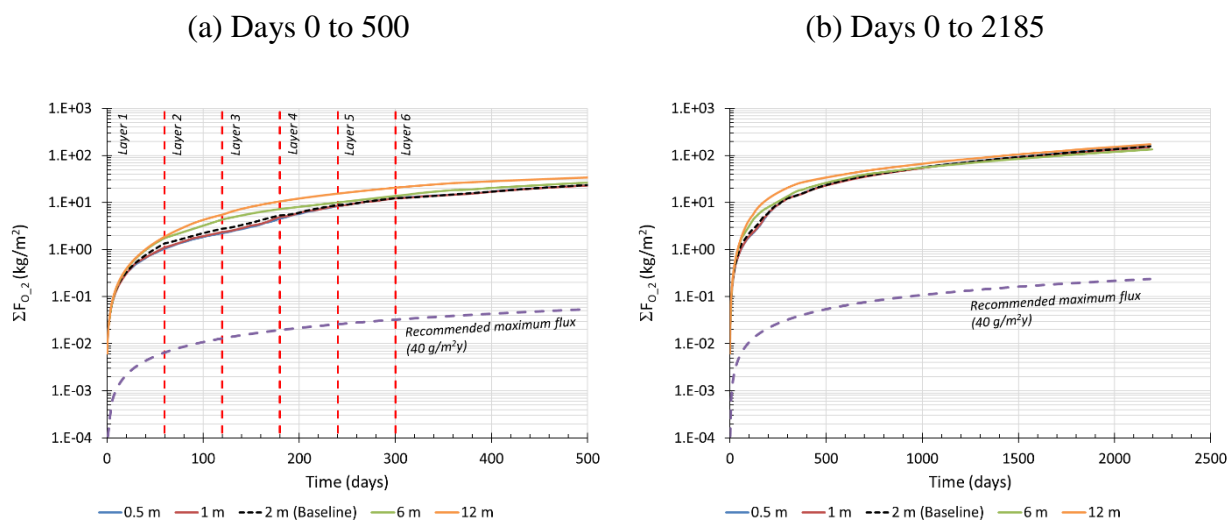 (a) Days 0 to 500
ΣF_O_2 (kg/m²)
1.E+03
1.E+02
1.E+01
1.E+00
1.E-01
1.E-02
1.E-03
1.E-04
Layer 1
Layer 2
Layer 3
Layer 4
Layer 5
Layer 6
Recommended maximum flux
(40 g/m²y)
0 100 200 300 400 500
Time (days)
0.5 m 1 m 2 m (Baseline) 6 m 12 m
(b) Days 0 to 2185
ΣF_O_2 (kg/m²)
1.E+03
1.E+02
1.E+01
1.E+00
1.E-01
1.E-02
1.E-03
1.E-04
Recommended maximum flux
(40 g/m²y)
0 500 1000 1500 2000 2500
Time (days)
0.5 m 1 m 2 m (Baseline) 6 m 12 m